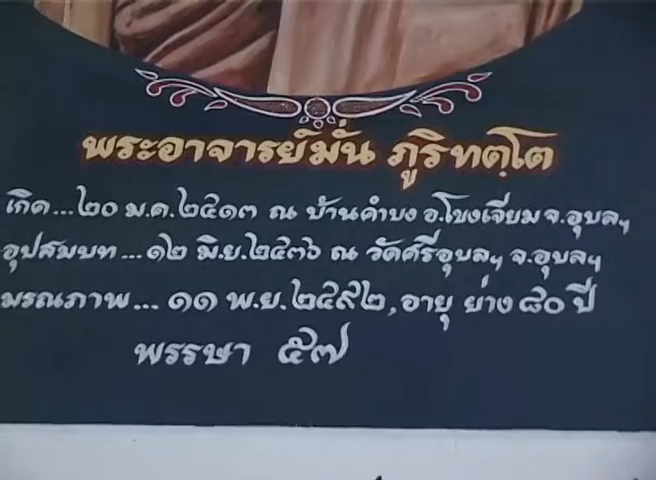 พระอาจารย์มั่น ภูริทตฺโต
เกิด...๒๐ ม.ค.๒๔๑๓ ณ บ้านคำบง อ.โขงเจียม จ.อุบลฯ
อุปสมบท...๑๒ มิ.ย.๒๔๓๖ ณ วัดศรีอุบลฯ จ.อุบลฯ
มรณภาพ... ๑๑ พ.ย.๒๔๙๒, อายุ ย่าง ๘๐ ปี
พรรษา ๕๗